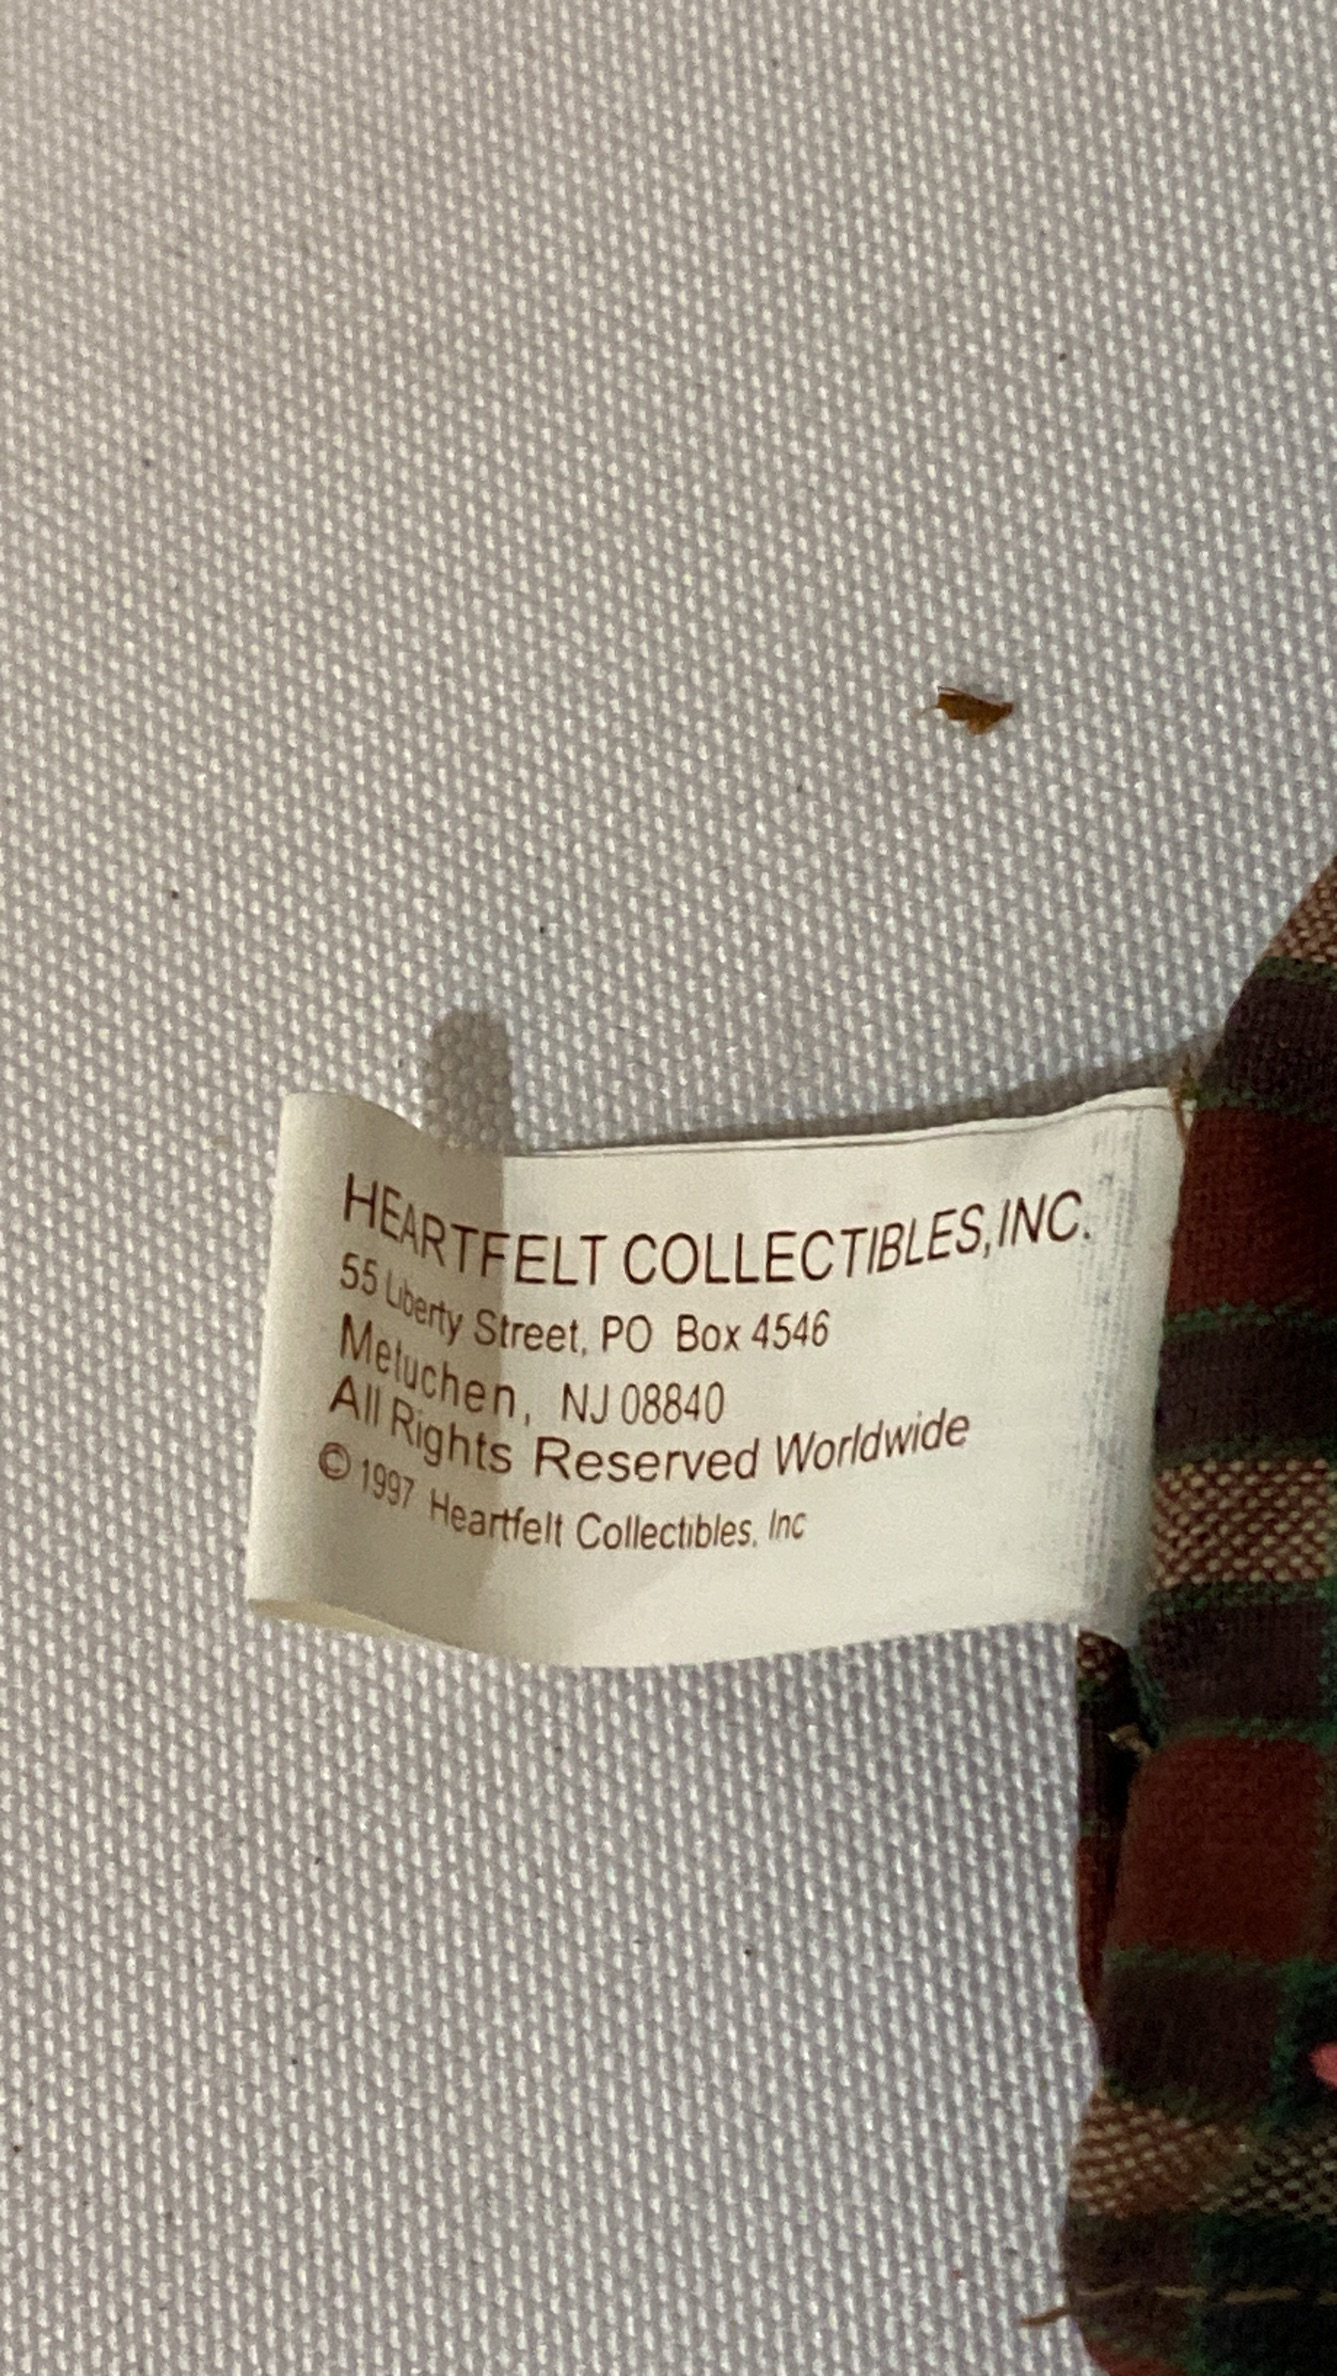 HEARTFELT COLLECTIBLES,INC.
55 Liberty Street, PO Box 4546
Metuchen, NJ 08840
All Rights Reserved Worldwide
© 1997 Heartfelt Collectibles, Inc